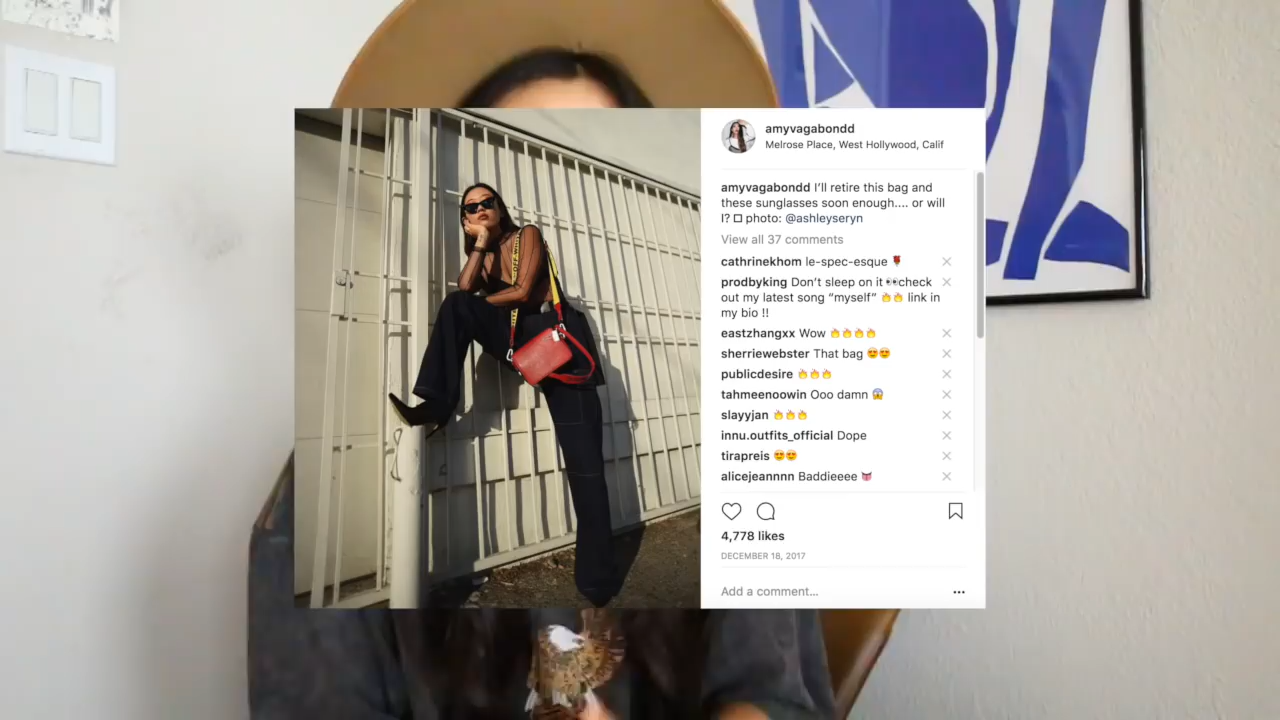 amyvagabondd
Melrose Place, West Hollywood, Calif
amyvagabondd I'll retire this bag and
these sunglasses soon enough.... or will
I? □ photo: @ashleyseryn
View all 37 comments
cathrinekhom le-spec-esque 🌹
prodbyking Don't sleep on it 👀check
out my latest song "myself" 🔥🔥 link in
my bio !!
eastzhangxx Wow 🔥🔥🔥🔥
sherriewebster That bag 😍😍
publicdesire 🔥🔥🔥
tahmeenoowin Ooo damn 😱
slayyjan 🔥🔥🔥
innu.outfits_official Dope
tirapreis 😍😍
alicejeannnn Baddieeee 👅
4,778 likes
DECEMBER 18, 2017
Add a comment...